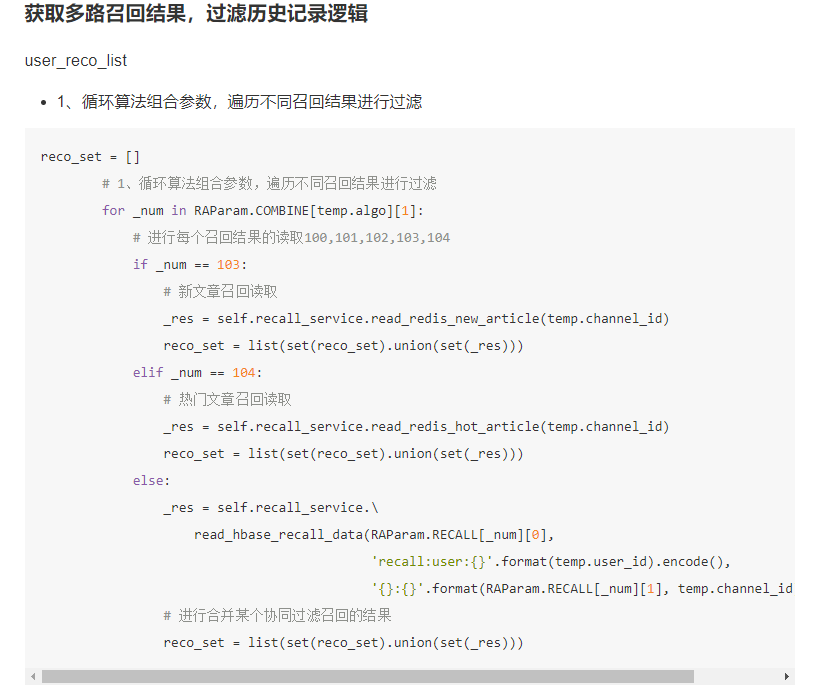 获取多路召回结果，过滤历史记录逻辑
user_reco_list
• 1、循环算法组合参数，遍历不同召回结果进行过滤
reco_set = []
        # 1、循环算法组合参数，遍历不同召回结果进行过滤
        for _num in RAParam.COMBINE[temp.algo][1]:
            # 进行每个召回结果的读取100,101,102,103,104
            if _num == 103:
                # 新文章召回读取
                _res = self.recall_service.read_redis_new_article(temp.channel_id)
                reco_set = list(set(reco_set).union(set(_res)))
            elif _num == 104:
                # 热门文章召回读取
                _res = self.recall_service.read_redis_hot_article(temp.channel_id)
                reco_set = list(set(reco_set).union(set(_res)))
            else:
                _res = self.recall_service.\
                    read_hbase_recall_data(RAParam.RECALL[_num][0],
                                           'recall:user:{}'.format(temp.user_id).encode(),
                                           '{}:{}'.format(RAParam.RECALL[_num][1], temp.channel_id
                # 进行合并某个协同过滤召回的结果
                reco_set = list(set(reco_set).union(set(_res)))